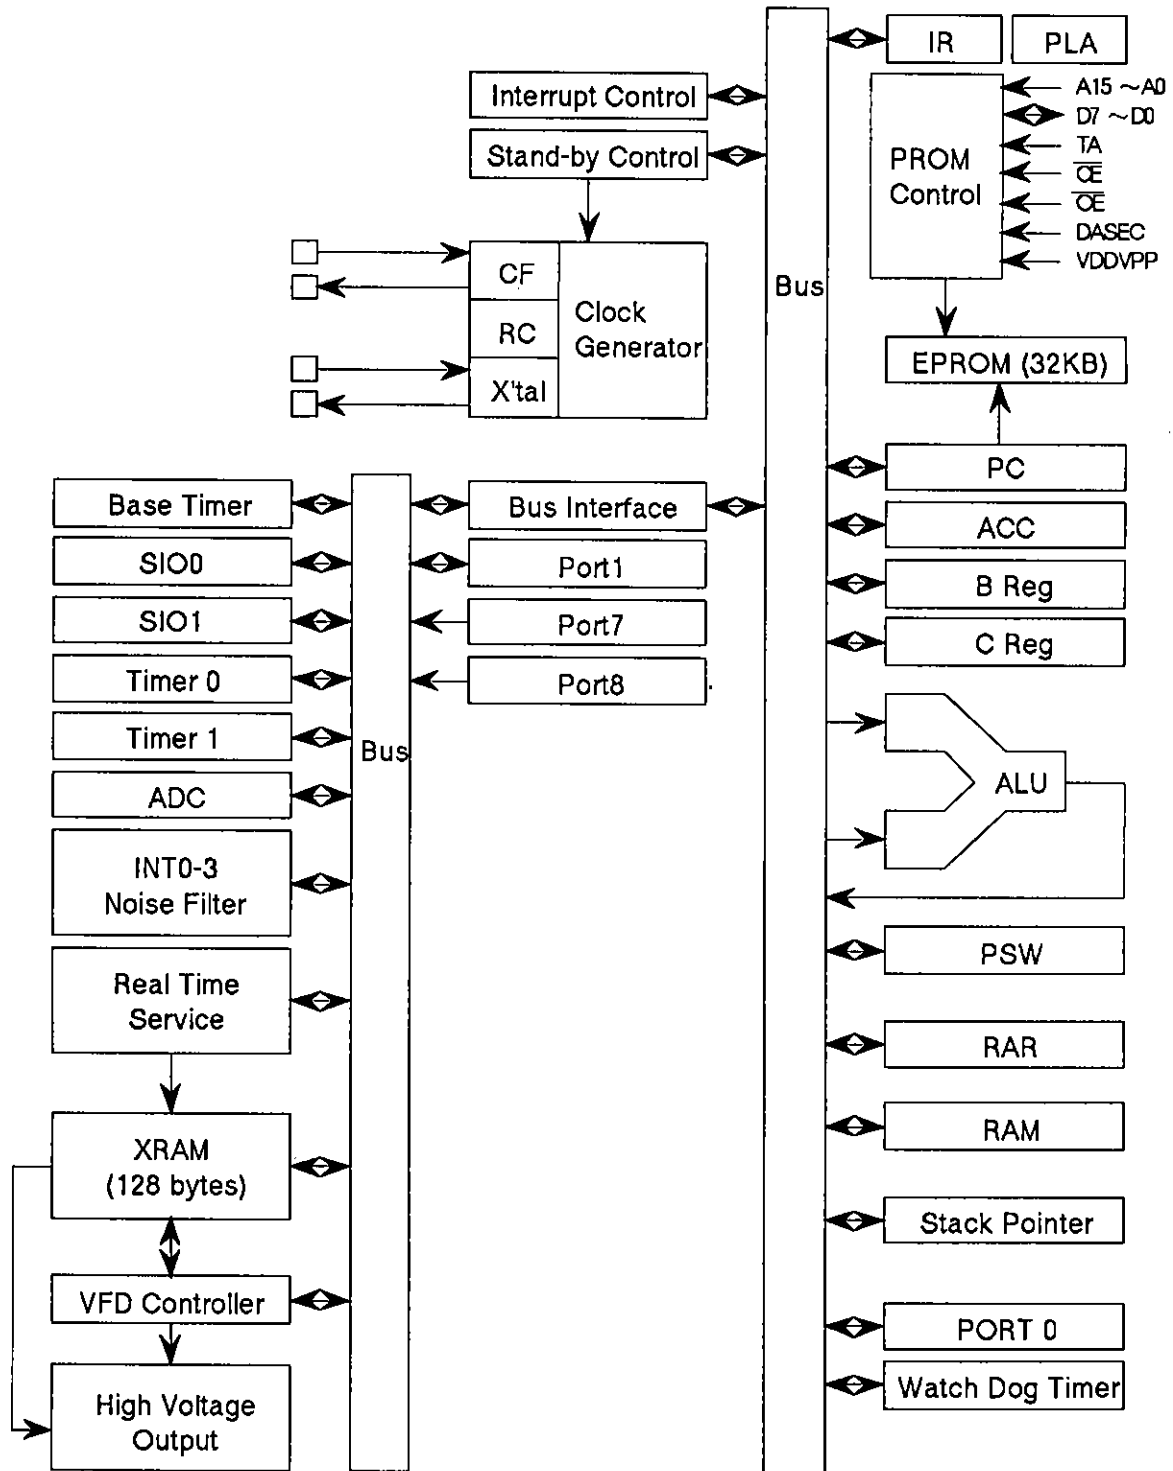 IR
PLA
Interrupt Control
Stand-by Control
A15 ~A0
D7 ~D0
TA
CE
OE
DASEC
VDDVPP
PROM
Control
Bus
CF
RC
X'tal
Clock
Generator
EPROM (32KB)
PC
ACC
B Reg
C Reg
ALU
PSW
RAR
RAM
Stack Pointer
PORT 0
Watch Dog Timer
Base Timer
SIO0
SIO1
Timer 0
Timer 1
ADC
INT0-3
Noise Filter
Real Time
Service
XRAM
(128 bytes)
VFD Controller
High Voltage
Output
Bus
Bus Interface
Port1
Port7
Port8